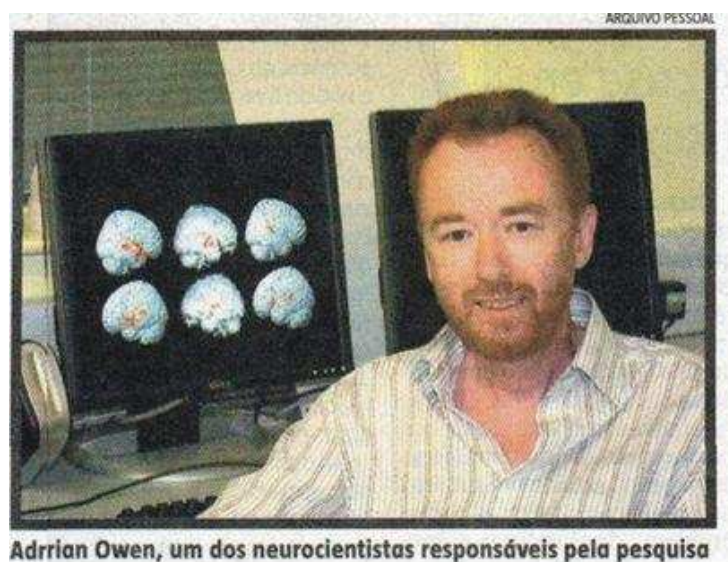 ARQUIVO PESSOAL
Adrrian Owen, um dos neurocientistas responsáveis pela pesquisa